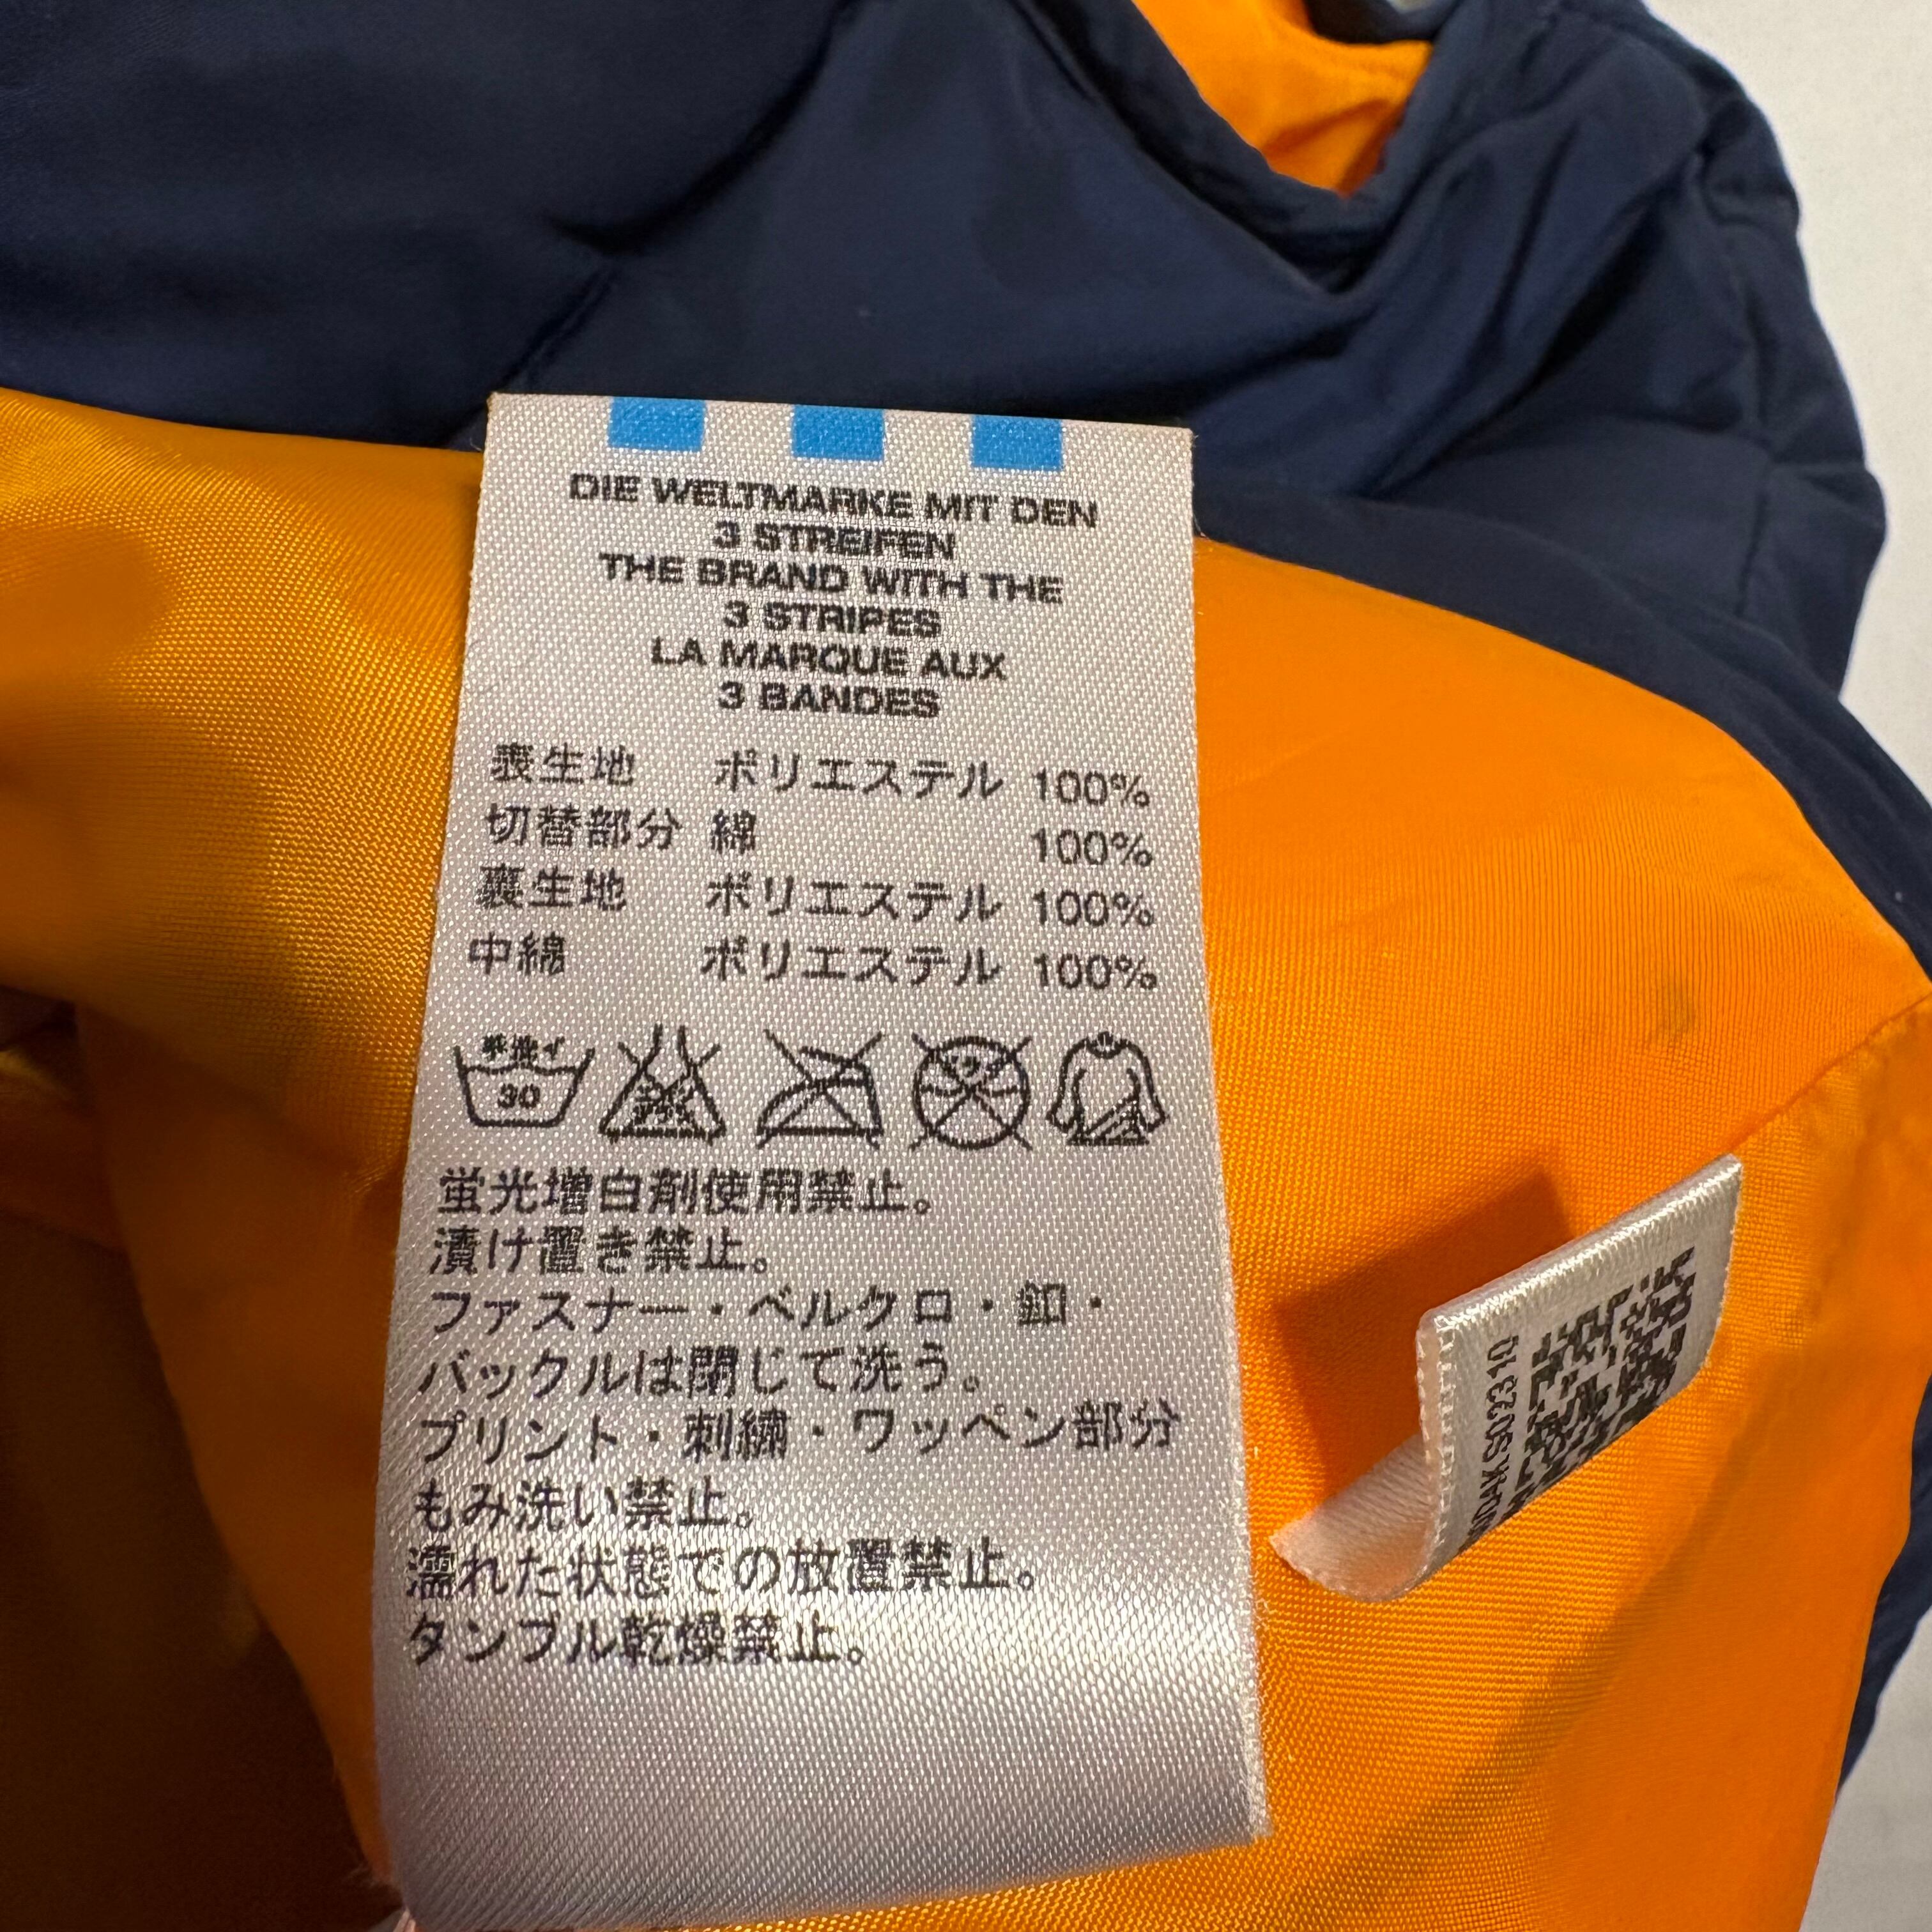 DIE WELTMARKE MIT DEN
3 STREIFEN
THE BRAND WITH THE
3 STRIPES
LA MARQUE AUX
3 BANDES
表生地 ポリエステル 100%
切替部分 綿 100%
裏生地 ポリエステル 100%
中綿 ポリエステル 100%
手洗イ
30
蛍光増白剤使用禁止。
漬け置き禁止。
ファスナー・ベルクロ・釦・
バックルは閉じて洗う。
プリント・刺繍・ワッペン部分
もみ洗い禁止。
濡れた状態での放置禁止。
タンブル乾燥禁止。